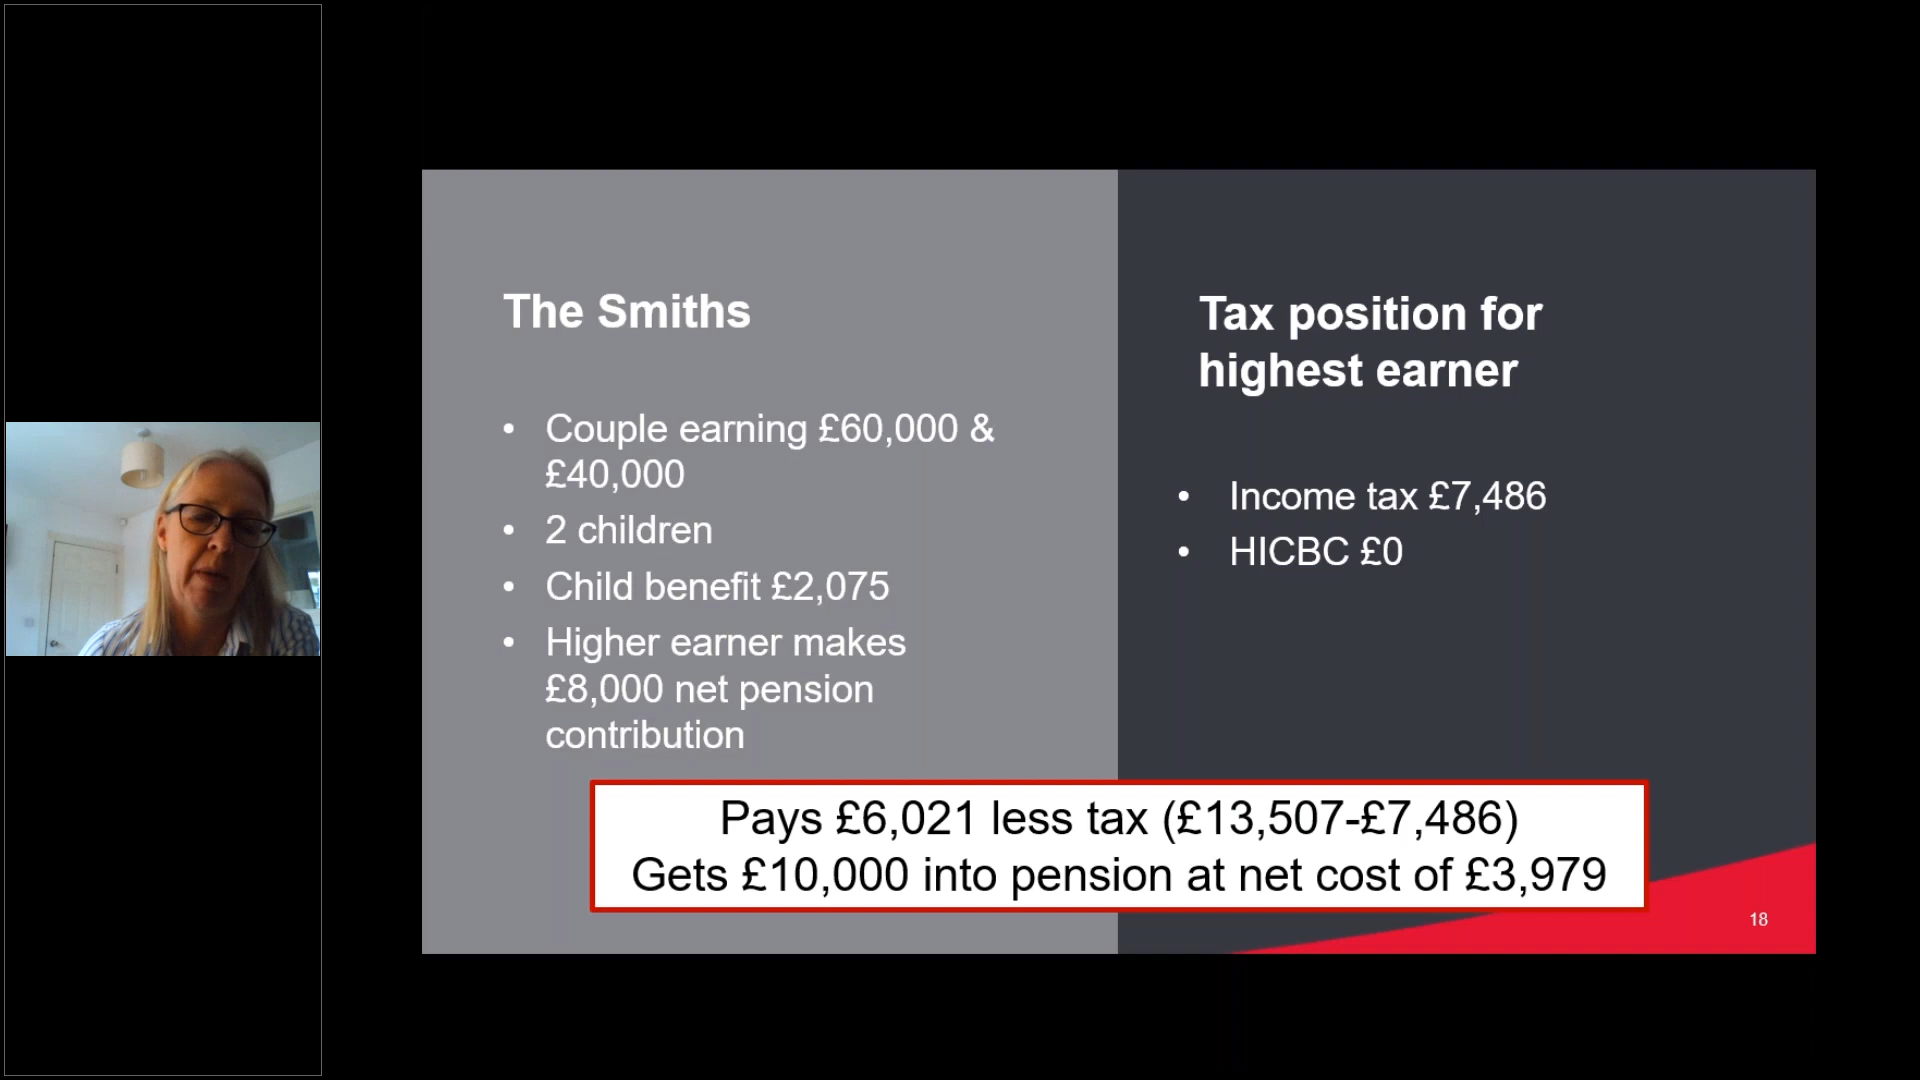 The Smiths
• Couple earning £60,000 &
£40,000
• 2 children
• Child benefit £2,075
• Higher earner makes
£8,000 net pension
contribution
Tax position for
highest earner
• Income tax £7,486
• HICBC £0
Pays £6,021 less tax (£13,507-£7,486)
Gets £10,000 into pension at net cost of £3,979
18